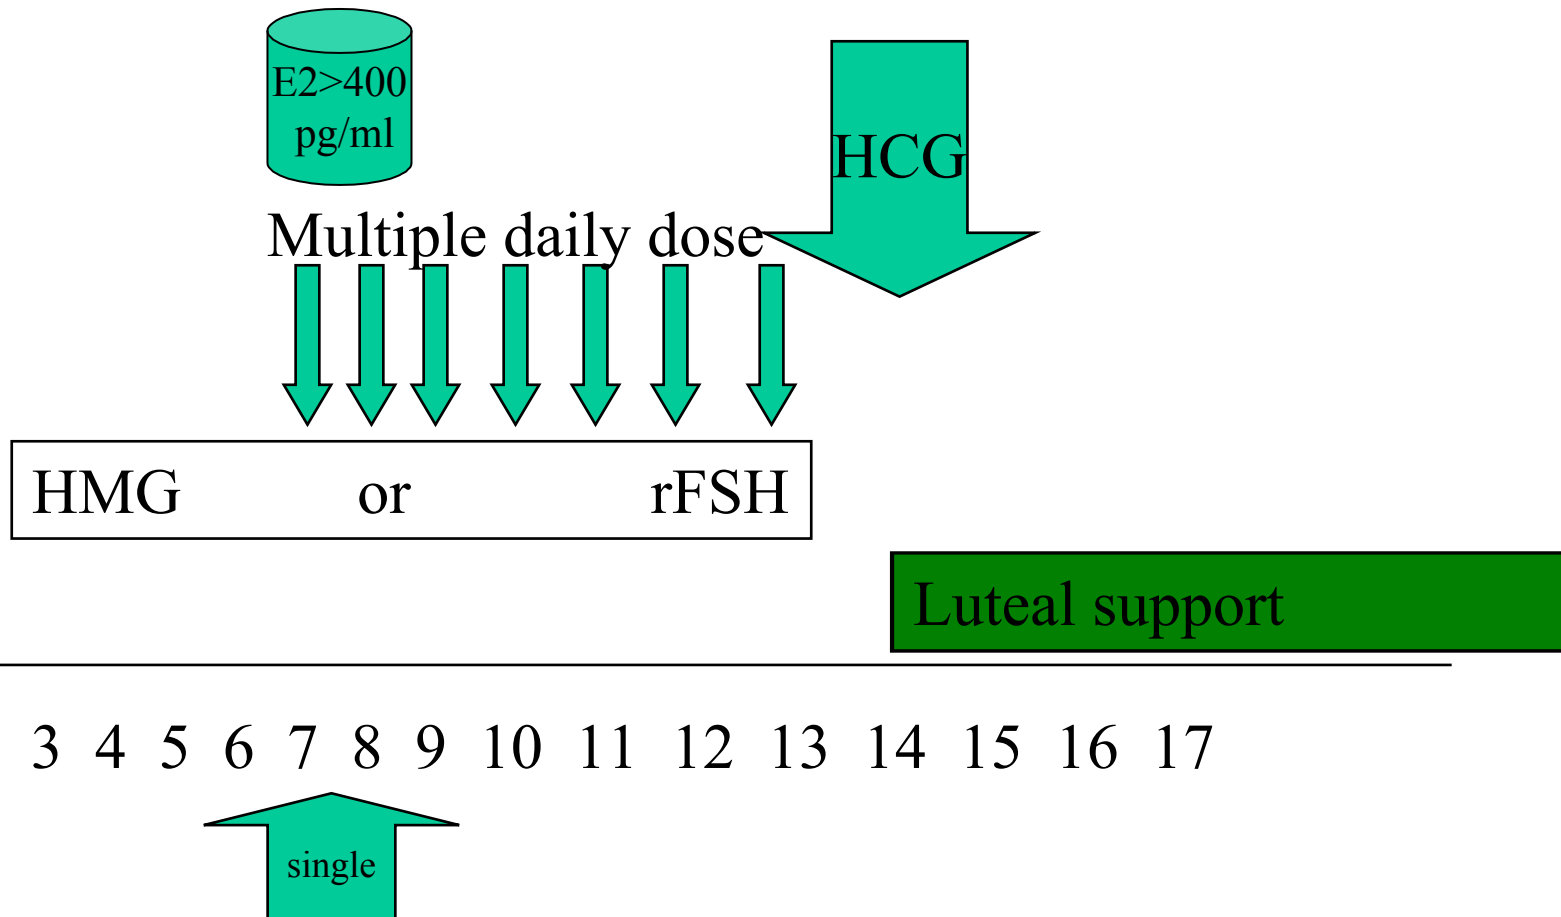 E2>400
pg/ml
HCG
Multiple daily dose
HMG or rFSH
Luteal support
3 4 5 6 7 8 9 10 11 12 13 14 15 16 17
single